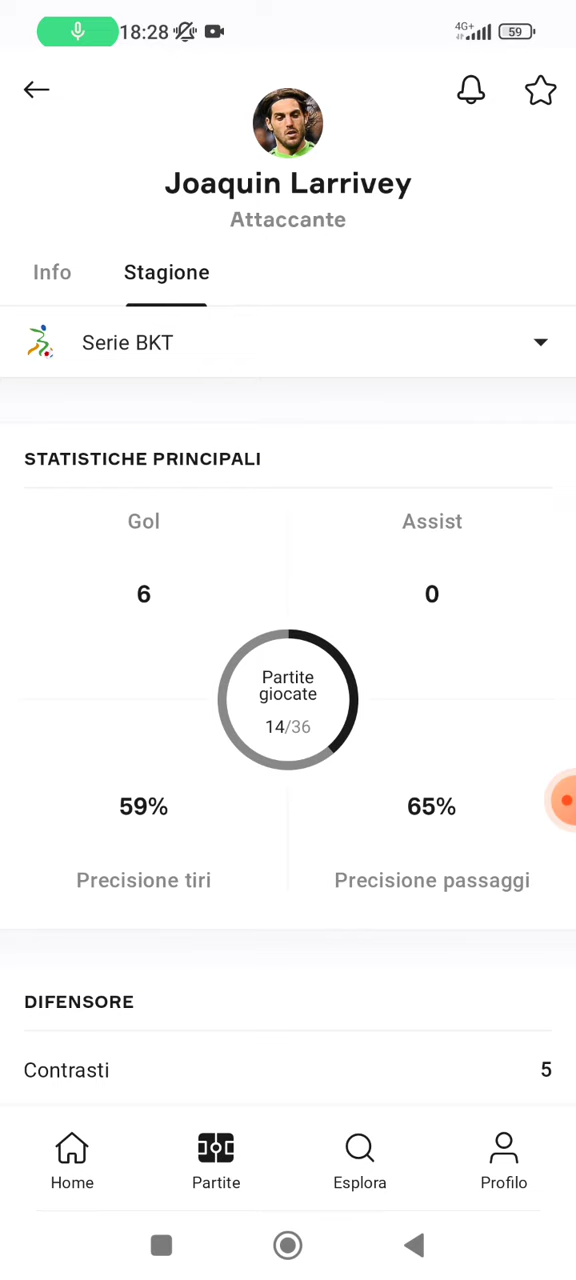 18:28 4G+ 59
Joaquin Larrivey
Attaccante
Info Stagione
Serie BKT
STATISTICHE PRINCIPALI
Gol Assist
6 0
Partite
giocate
14/36
59% 65%
Precisione tiri Precisione passaggi
DIFENSORE
Contrasti 5
Home Partite Esplora Profilo